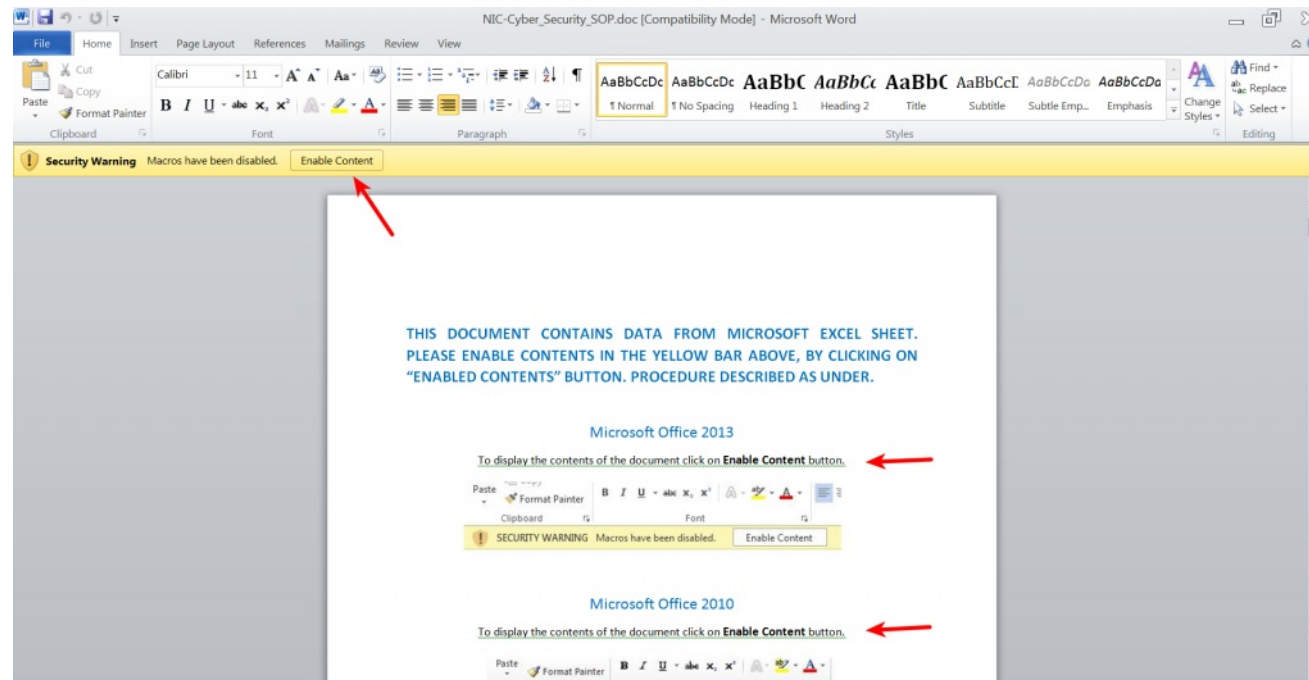 NIC-Cyber_Security_SOP.doc [Compatibility Mode] - Microsoft Word
File Home Insert Page Layout References Mailings Review View
Paste
Cut
Copy
Format Painter
Clipboard
Calibri 11
Font
Paragraph
AaBbCcDc AaBbCcDc AaBbC AaBbCc AaBbC AaBbCcD AaBbCcDa AaBbCcDa
¶ Normal ¶ No Spacing Heading 1 Heading 2 Title Subtitle Subtle Emp... Emphasis
Change Styles
Styles
Find
Replace
Select
Editing
Security Warning Macros have been disabled. Enable Content
THIS DOCUMENT CONTAINS DATA FROM MICROSOFT EXCEL SHEET.
PLEASE ENABLE CONTENTS IN THE YELLOW BAR ABOVE, BY CLICKING ON
“ENABLED CONTENTS” BUTTON. PROCEDURE DESCRIBED AS UNDER.
Microsoft Office 2013
To display the contents of the document click on Enable Content button.
Paste Format Painter B I U abc x₂ x² A
Clipboard Font
SECURITY WARNING Macros have been disabled. Enable Content
Microsoft Office 2010
To display the contents of the document click on Enable Content button.
Paste Format Painter B I U abc x₂ x² A